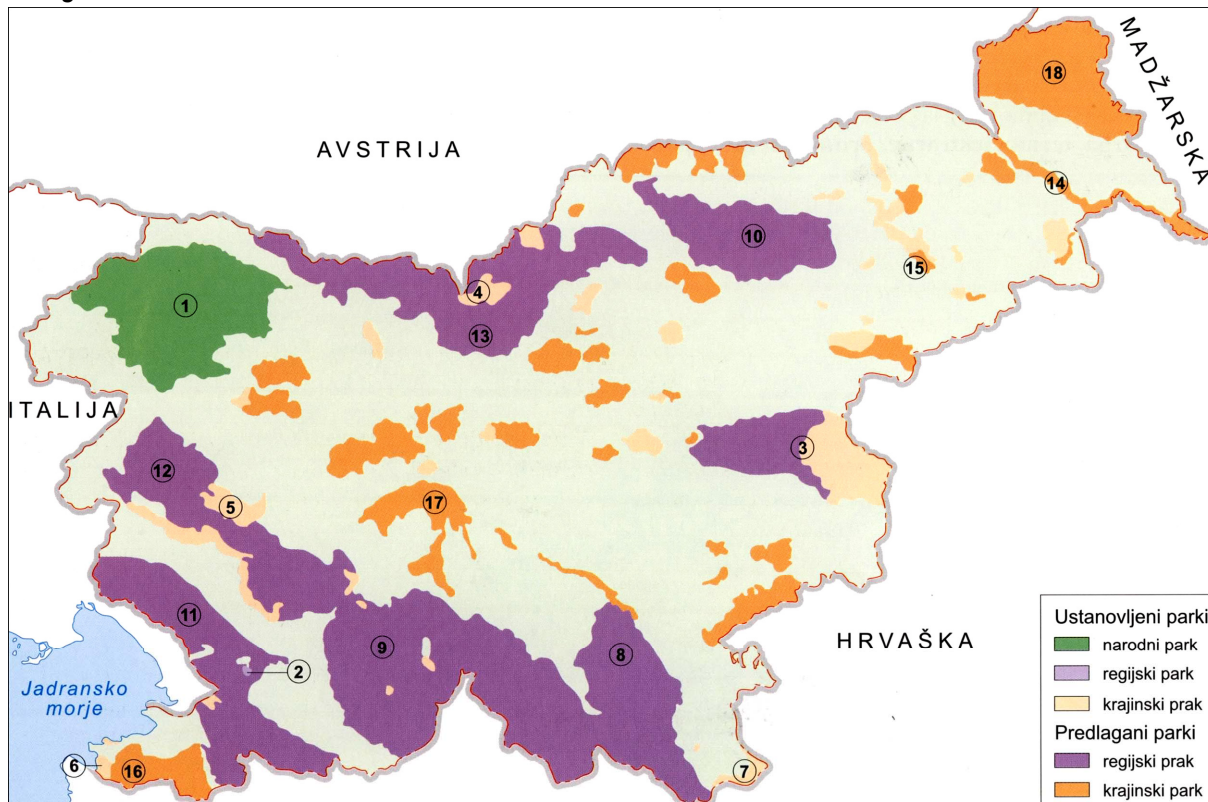 MADŽARSKA
18
AVSTRIJA
14
10
15
4
1
13
ITALIJA
3
12
5
17
11
9
8
HRVAŠKA
2
Jadransko
morje
6
16
7
Ustanovljeni parki
narodni park
regijski park
krajinski prak
Predlagani parki
regijski prak
krajinski park